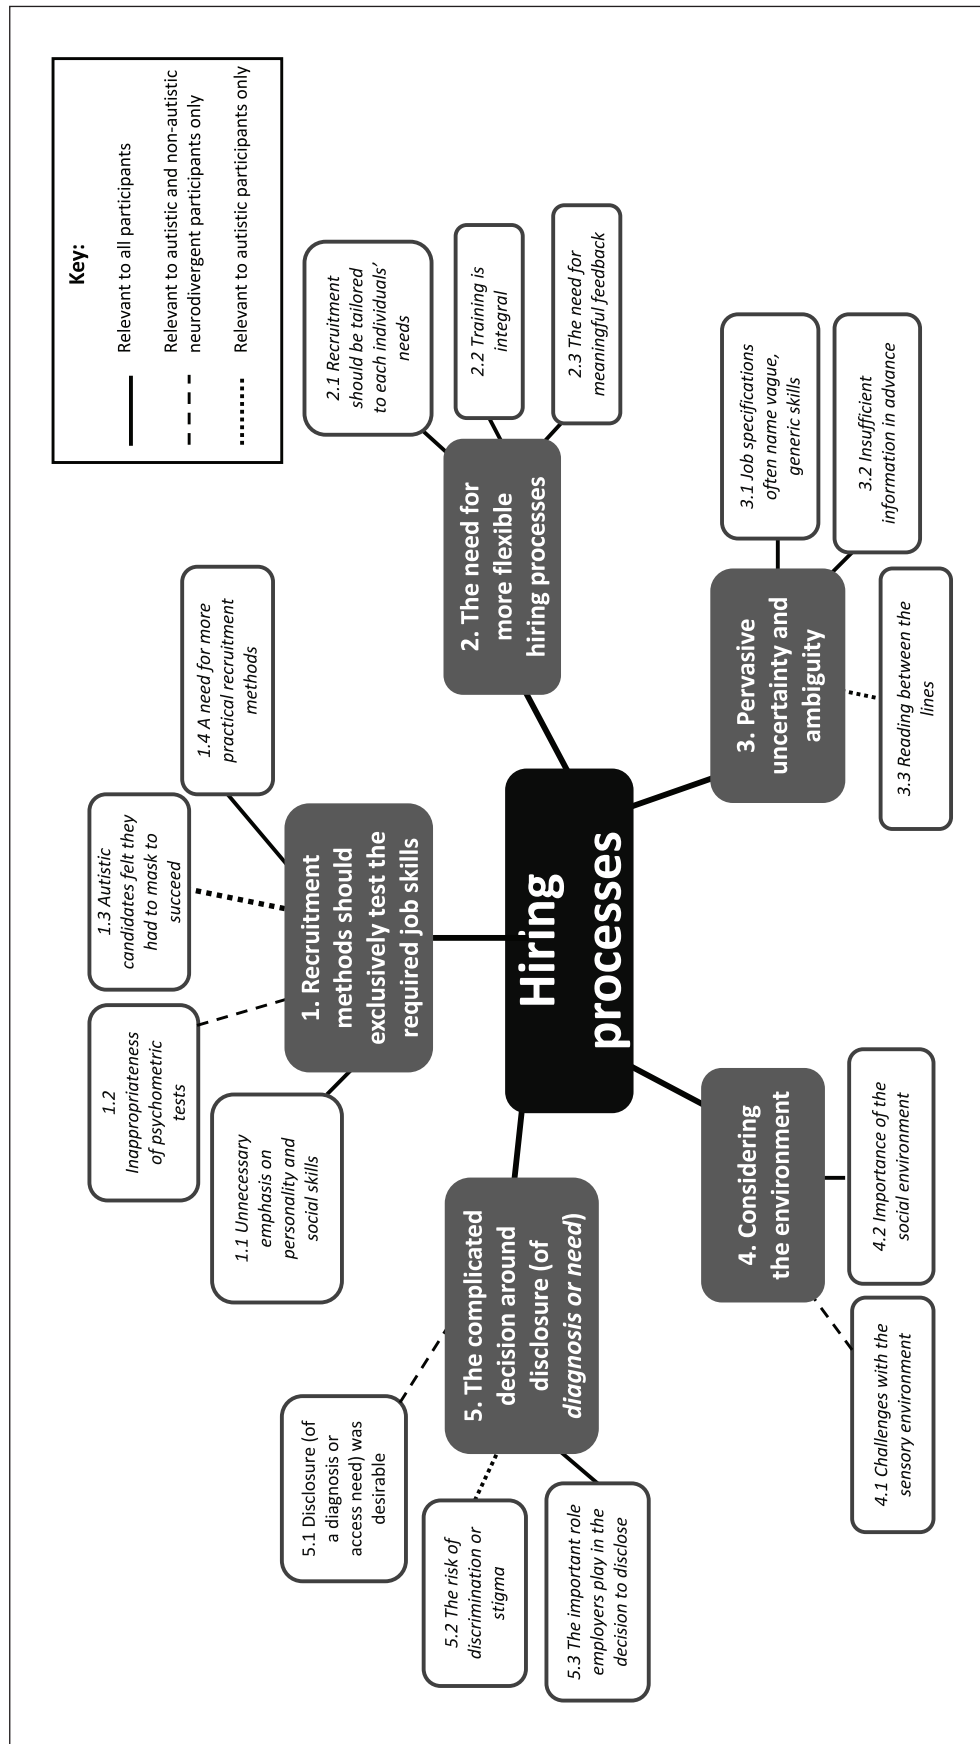 Key:
Relevant to all participants
Relevant to autistic and non-autistic
neurodivergent participants only
Relevant to autistic participants only
Hiring
processes
1. Recruitment
methods should
exclusively test the
required job skills
1.1 Unnecessary
emphasis on
personality and
social skills
1.2
Inappropriateness
of psychometric
tests
1.3 Autistic
candidates felt they
had to mask to
succeed
1.4 A need for more
practical recruitment
methods
2. The need for
more flexible
hiring processes
2.1 Recruitment
should be tailored
to each individuals’
needs
2.2 Training is
integral
2.3 The need for
meaningful feedback
3. Pervasive
uncertainty and
ambiguity
3.1 Job specifications
often name vague,
generic skills
3.2 Insufficient
information in advance
3.3 Reading between the
lines
4. Considering
the environment
4.1 Challenges with the
sensory environment
4.2 Importance of the
social environment
5. The complicated
decision around
disclosure (of
diagnosis or need)
5.1 Disclosure (of
a diagnosis or
access need) was
desirable
5.2 The risk of
discrimination or
stigma
5.3 The important role
employers play in the
decision to disclose